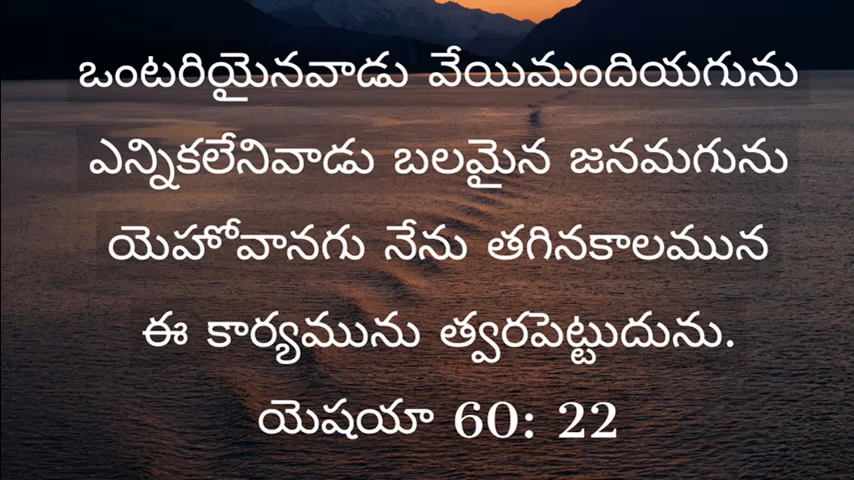 ఒంటరియైనవాడు వేయిమందియగును
ఎన్నికలేనివాడు బలమైన జనమగును
యెహోవానగు నేను తగినకాలమున
ఈ కార్యమును త్వరపెట్టుదును.
యెషయా 60: 22